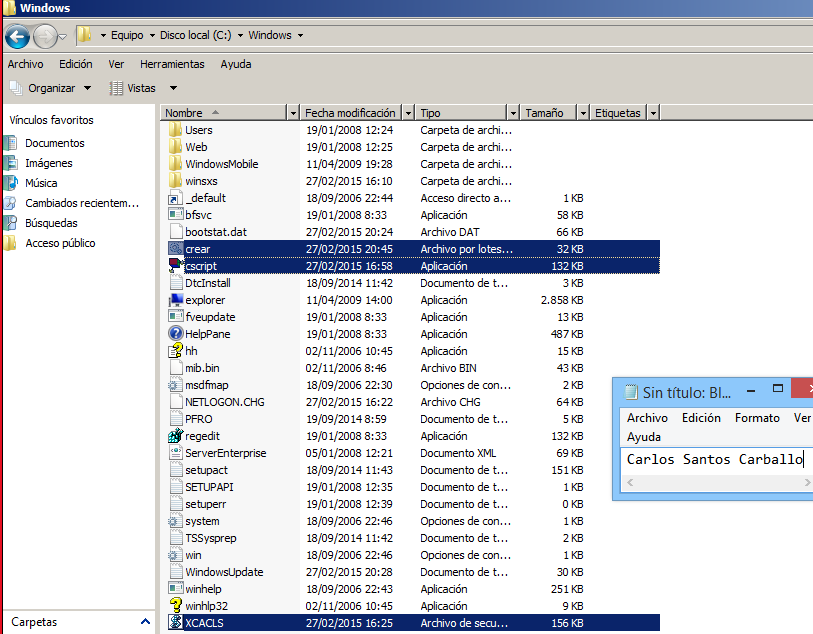 Windows
Equipo Disco local (C:) Windows
Archivo Edición Ver Herramientas Ayuda
Organizar Vistas
Vínculos favoritos
Documentos
Imágenes
Música
Cambiados recientem...
Búsquedas
Acceso público
Carpetas
Nombre Fecha modificación Tipo Tamaño Etiquetas
Users 19/01/2008 12:24 Carpeta de archi...
Web 19/01/2008 12:25 Carpeta de archi...
WindowsMobile 11/04/2009 19:28 Carpeta de archi...
winsxs 27/02/2015 16:10 Carpeta de archi...
_default 18/09/2006 22:44 Acceso directo a... 1 KB
bfsvc 19/01/2008 8:33 Aplicación 58 KB
bootstat.dat 27/02/2015 20:24 Archivo DAT 66 KB
crear 27/02/2015 20:45 Archivo por lotes... 32 KB
cscript 27/02/2015 16:58 Aplicación 132 KB
DtcInstall 18/09/2014 11:42 Documento de t... 3 KB
explorer 11/04/2009 14:00 Aplicación 2.858 KB
fveupdate 19/01/2008 8:33 Aplicación 13 KB
HelpPane 19/01/2008 8:33 Aplicación 487 KB
hh 02/11/2006 10:45 Aplicación 15 KB
mib.bin 02/11/2006 8:46 Archivo BIN 43 KB
msdfmap 18/09/2006 22:30 Opciones de con... 2 KB
NETLOGON.CHG 27/02/2015 16:22 Archivo CHG 64 KB
PFRO 19/09/2014 8:59 Documento de t... 5 KB
regedit 19/01/2008 8:33 Aplicación 132 KB
ServerEnterprise 05/01/2008 12:21 Documento XML 69 KB
setupact 18/09/2014 11:43 Documento de t... 151 KB
SETUPAPI 19/01/2008 12:35 Documento de t... 1 KB
setuperr 19/01/2008 12:39 Documento de t... 0 KB
system 18/09/2006 22:46 Opciones de con... 1 KB
TSSysprep 18/09/2014 11:42 Documento de t... 2 KB
win 18/09/2006 22:46 Opciones de con... 1 KB
WindowsUpdate 27/02/2015 20:28 Documento de t... 30 KB
winhelp 18/09/2006 22:43 Aplicación 251 KB
winhlp32 02/11/2006 10:45 Aplicación 9 KB
XCACLS 27/02/2015 16:25 Archivo de secu... 156 KB
Sin título: Bl...
Archivo Edición Formato Ver
Ayuda
Carlos Santos Carballo